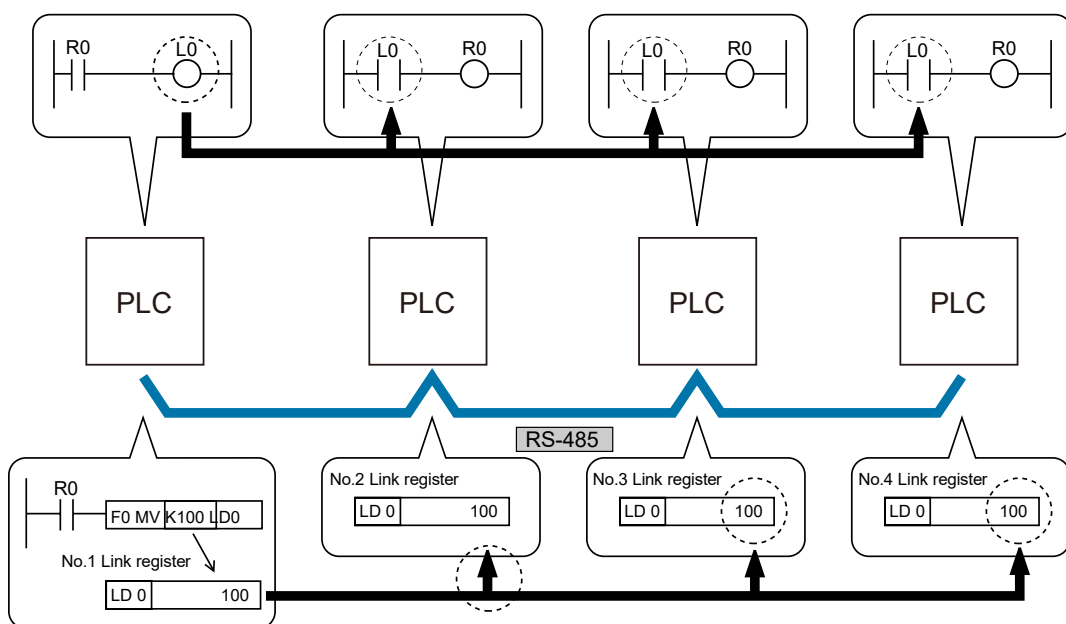 R0 L0
L0 R0
L0 R0
L0 R0
PLC
PLC
PLC
PLC
RS-485
R0
F0 MV K100 LD0
No.1 Link register
LD 0 100
No.2 Link register
LD 0 100
No.3 Link register
LD 0 100
No.4 Link register
LD 0 100